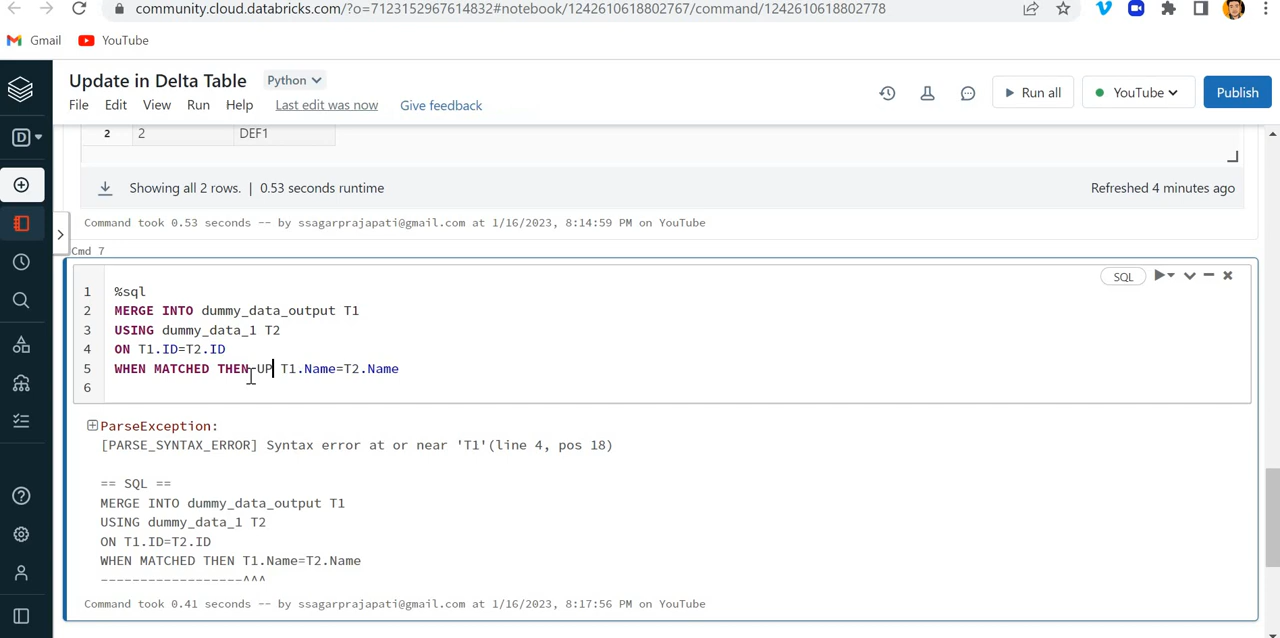 community.cloud.databricks.com/?o=7123152967614832#notebook/1242610618802767/command/1242610618802778
Gmail YouTube
Update in Delta Table Python
File Edit View Run Help Last edit was now Give feedback
Run all YouTube Publish
D
2 2 DEF1
Showing all 2 rows. | 0.53 seconds runtime Refreshed 4 minutes ago
Command took 0.53 seconds -- by ssagarprajapati@gmail.com at 1/16/2023, 8:14:59 PM on YouTube
Cmd 7
SQL
1 %sql
2 MERGE INTO dummy_data_output T1
3 USING dummy_data_1 T2
4 ON T1.ID=T2.ID
5 WHEN MATCHED THEN UP T1.Name=T2.Name
6
ParseException:
[PARSE_SYNTAX_ERROR] Syntax error at or near 'T1'(line 4, pos 18)
== SQL ==
MERGE INTO dummy_data_output T1
USING dummy_data_1 T2
ON T1.ID=T2.ID
WHEN MATCHED THEN T1.Name=T2.Name
------------------^^^
Command took 0.41 seconds -- by ssagarprajapati@gmail.com at 1/16/2023, 8:17:56 PM on YouTube